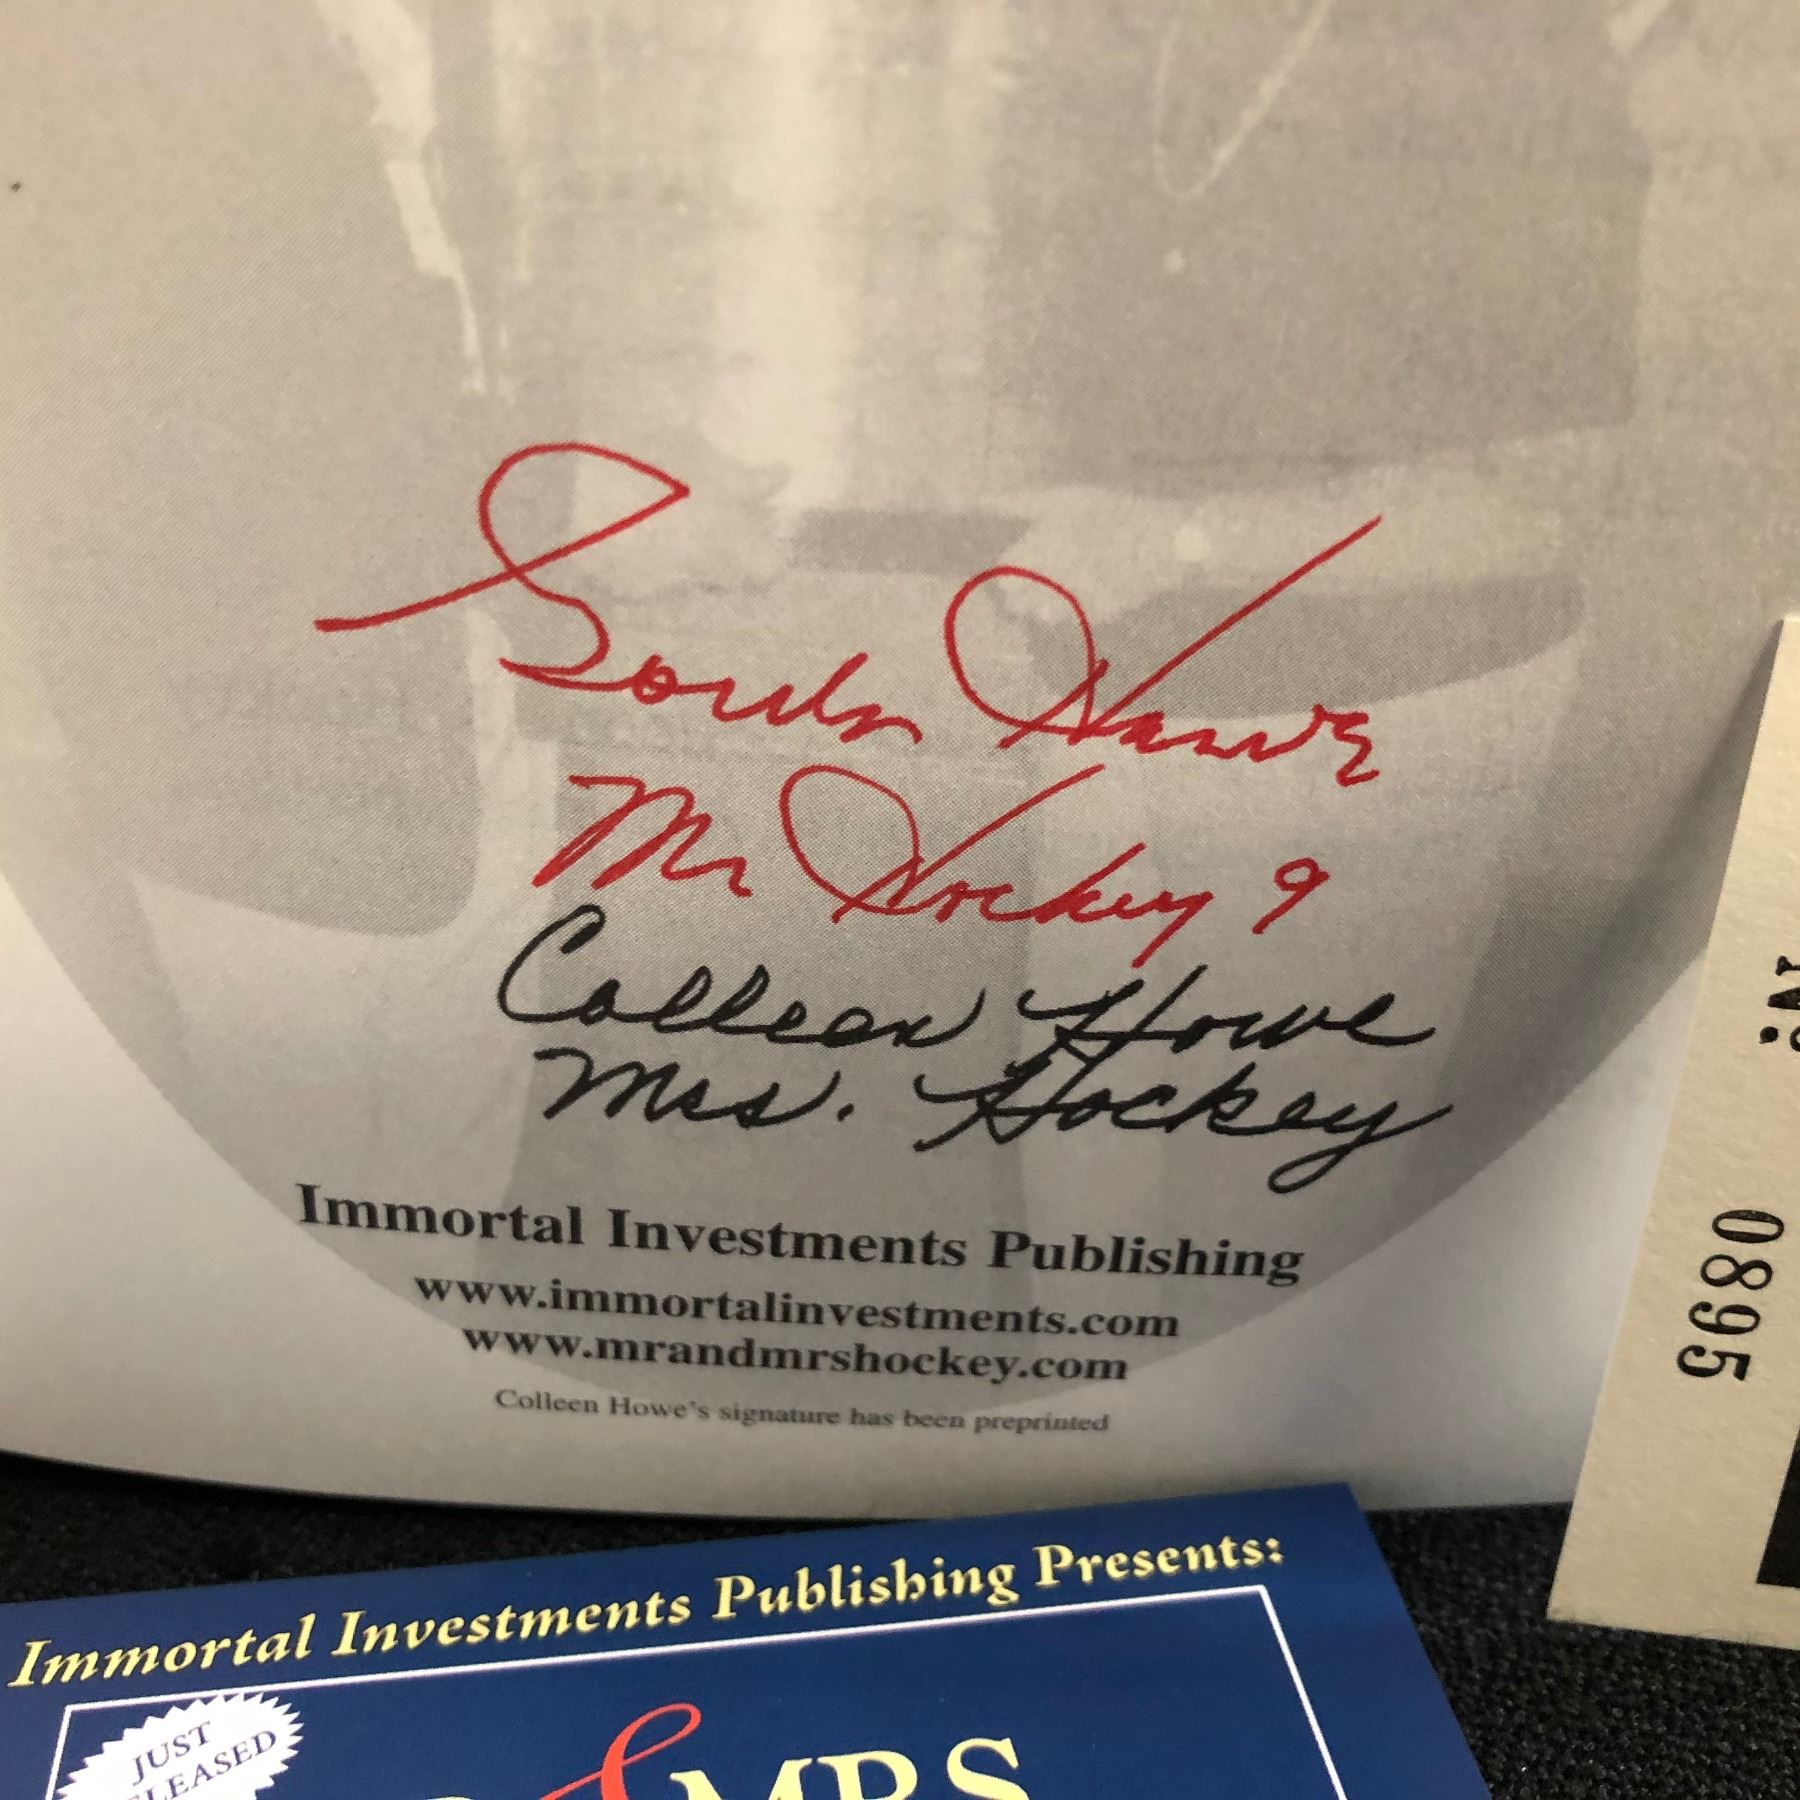 Gordie Howe
Mr Hockey 9
Colleen Howe
Mrs. Hockey
Immortal Investments Publishing
www.immortalinvestments.com
www.mrandmrshockey.com
Colleen Howe's signature has been preprinted
0895
Immortal Investments Publishing Presents:
JUST
LEASED
& MRS